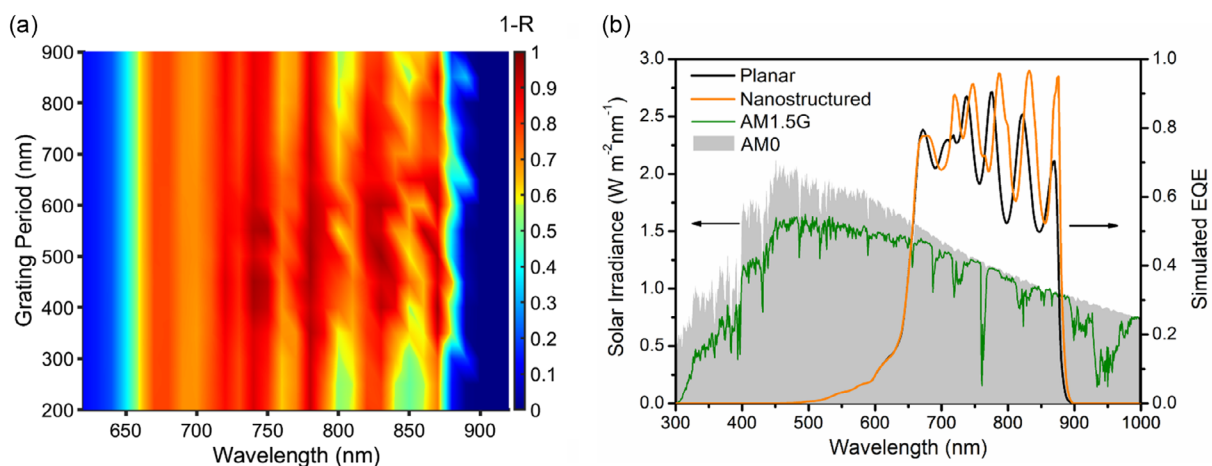 (a)
1-R
900
800
700
600
500
400
300
200
Grating Period (nm)
650 700 750 800 850 900
Wavelength (nm)
1
0.9
0.8
0.7
0.6
0.5
0.4
0.3
0.2
0.1
0
(b)
3.0
2.5
2.0
1.5
1.0
0.5
0.0
Solar Irradiance (W m-2nm-1)
Planar
Nanostructured
AM1.5G
AM0
300 400 500 600 700 800 900 1000
Wavelength (nm)
1.0
0.8
0.6
0.4
0.2
0.0
Simulated EQE